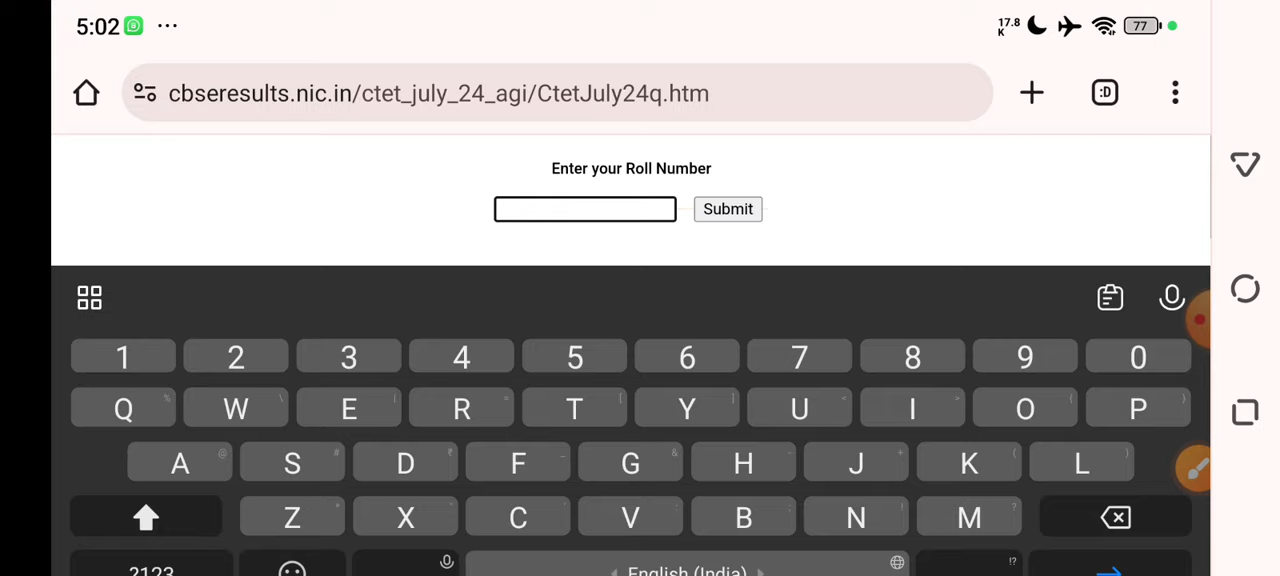 5:02 ... 17.8 K 77
cbseresults.nic.in/ctet_july_24_agi/CtetJuly24q.htm + :D
Enter your Roll Number
Submit
1 2 3 4 5 6 7 8 9 0
Q % W \ E | R = T [ Y ] U < I > O { P }
A @ S # D ₹ F _ G & H - J + K ( L )
Z X C V B N M ?
?123 !?
English (India)